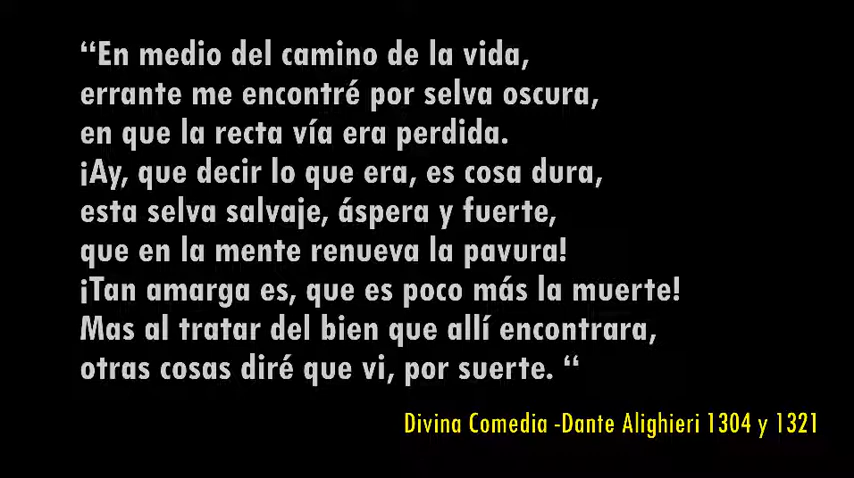 “En medio del camino de la vida,
errante me encontré por selva oscura,
en que la recta vía era perdida.
¡Ay, que decir lo que era, es cosa dura,
esta selva salvaje, áspera y fuerte,
que en la mente renueva la pavura!
¡Tan amarga es, que es poco más la muerte!
Mas al tratar del bien que allí encontrara,
otras cosas diré que vi, por suerte. “
Divina Comedia -Dante Alighieri 1304 y 1321